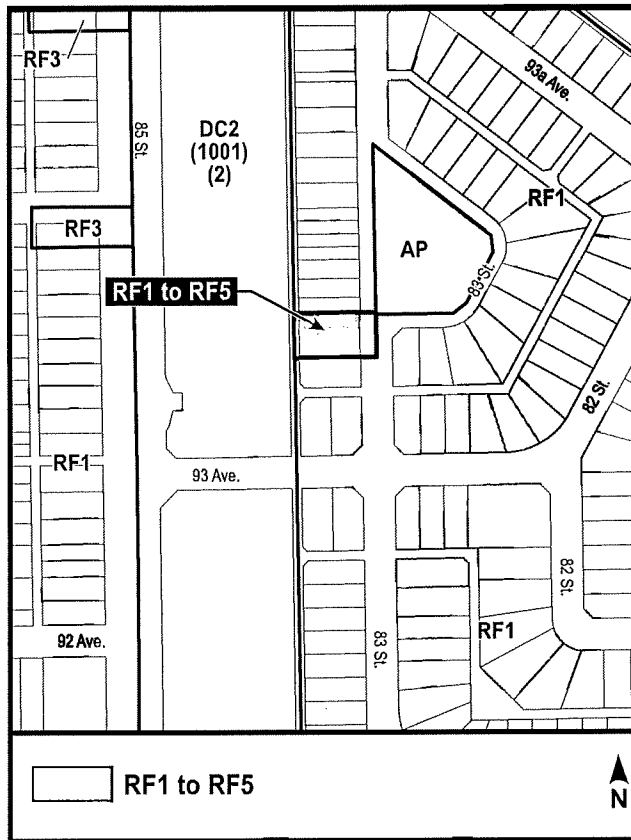 RF3
93a Ave.
DC2
(1001)
(2)
85 St.
RF1
RF3
AP
83 St.
RF1 to RF5
82 St.
RF1
93 Ave.
82 St.
92 Ave.
83 St.
RF1
RF1 to RF5
N